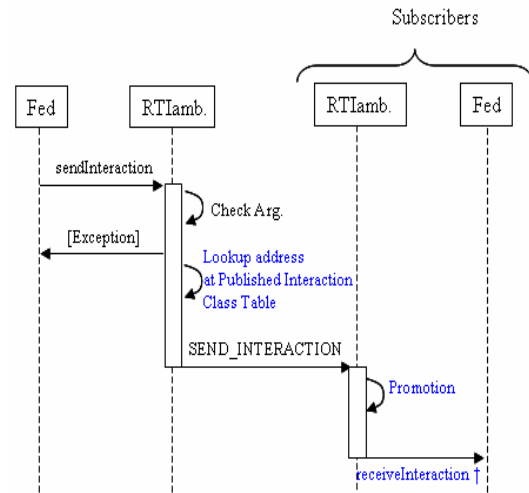 Subscribers
Fed
RTIamb.
RTIamb.
Fed
sendInteraction
Check Arg.
[Exception]
Lookup address
at Published Interaction
Class Table
SEND_INTERACTION
Promotion
receiveInteraction †